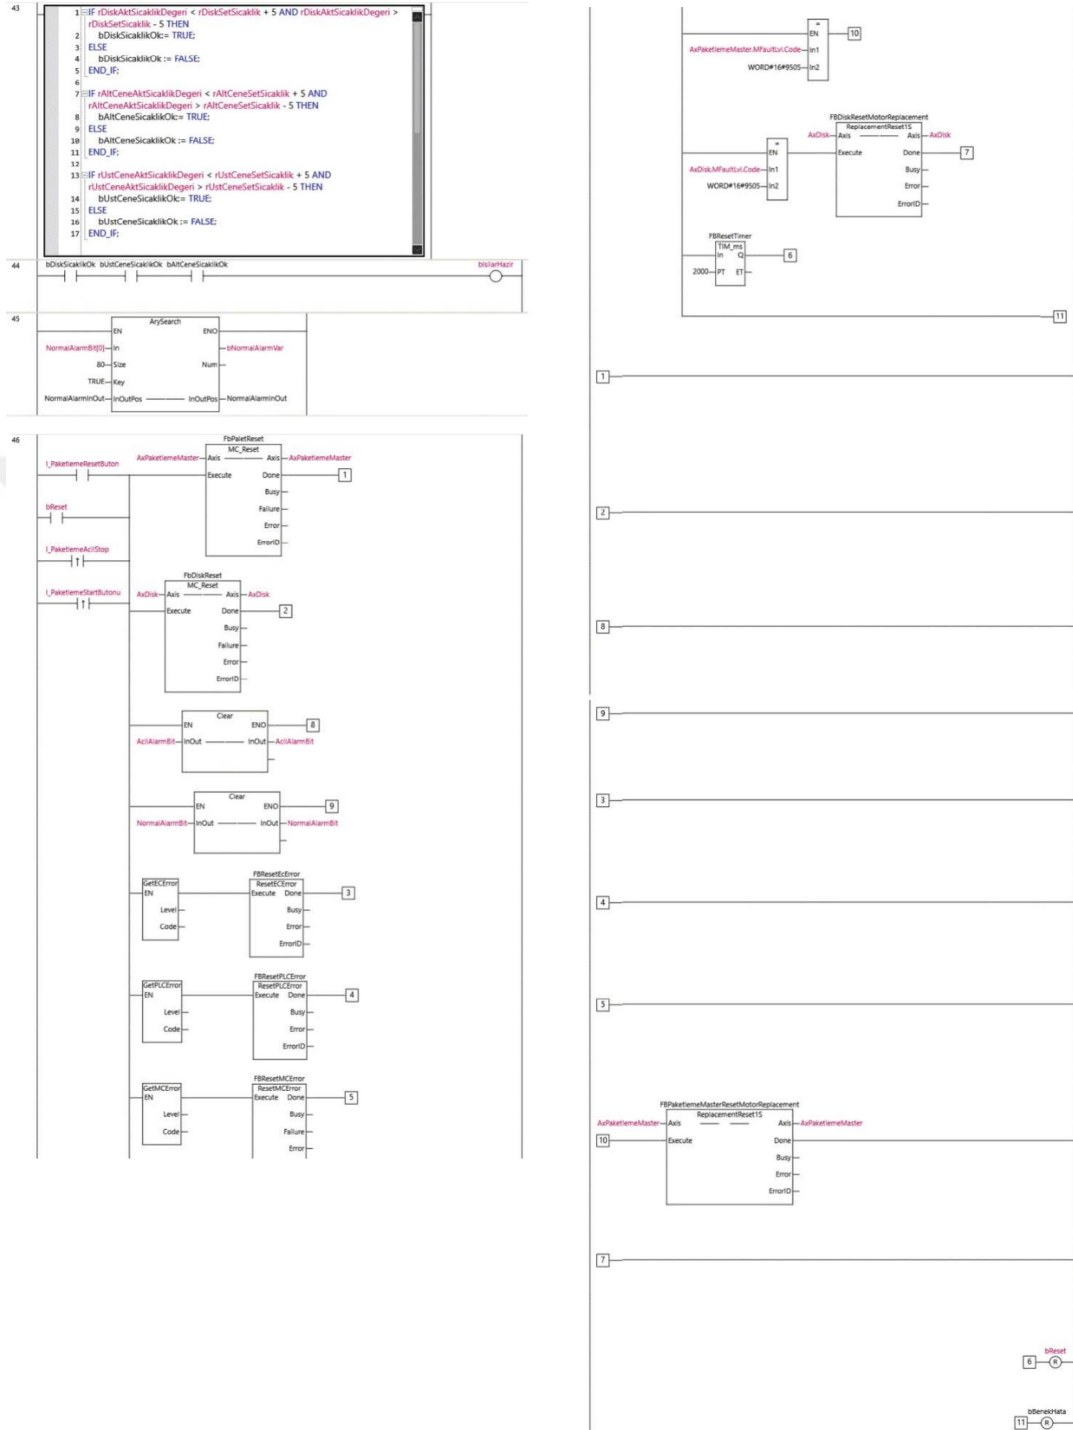 43
1 IF rDiskAktSicaklikDegeri < rDiskSetSicaklik + 5 AND rDiskAktSicaklikDegeri >
rDiskSetSicaklik - 5 THEN
2 bDiskSicaklikOk:= TRUE;
3 ELSE
4 bDiskSicaklikOk := FALSE;
5 END_IF;
6
7 IF rAltCeneAktSicaklikDegeri < rAltCeneSetSicaklik + 5 AND
rAltCeneAktSicaklikDegeri > rAltCeneSetSicaklik - 5 THEN
8 bAltCeneSicaklikOk:= TRUE;
9 ELSE
10 bAltCeneSicaklikOk := FALSE;
11 END_IF;
12
13 IF rUstCeneAktSicaklikDegeri < rUstCeneSetSicaklik + 5 AND
rUstCeneAktSicaklikDegeri > rUstCeneSetSicaklik - 5 THEN
14 bUstCeneSicaklikOk:= TRUE;
15 ELSE
16 bUstCeneSicaklikOk := FALSE;
17 END_IF;
44
bDiskSicaklikOk bUstCeneSicaklikOk bAltCeneSicaklikOk bIsilarHazir
45
ArySearch
EN ENO
NormalAlarmBit[0] In bNormalAlarmVar
80 Size Num
TRUE Key
NormalAlarmInOut InOutPos InOutPos NormalAlarmInOut
46
FbPaletReset
MC_Reset
I_PaketlemeResetButon AxPaketlemeMaster Axis Axis AxPaketlemeMaster
Execute Done 1
Busy
bReset
Failure
Error
I_PaketlemeAcilStop
ErrorID
FbDiskReset
MC_Reset
I_PaketlemeStartButonu AxDisk Axis Axis AxDisk
Execute Done 2
Busy
Failure
Error
ErrorID
Clear
EN ENO 8
AcilAlarmBit InOut InOut AcilAlarmBit
Clear
EN ENO 9
NormalAlarmBit InOut InOut NormalAlarmBit
FBResetEcError
GetECError ResetECError
EN Execute Done 3
Level Busy
Code Error
ErrorID
FBResetPLCError
GetPLCError ResetPLCError
EN Execute Done 4
Level Busy
Code Error
ErrorID
FBResetMCError
GetMCError ResetMCError
EN Execute Done 5
Level Busy
Code Failure
Error
=
EN 10
AxPaketlemeMaster.MFaultLvl.Code In1
WORD#16#9505 In2
FBDiskResetMotorReplacement
ReplacementReset1S
AxDisk Axis Axis AxDisk
=
EN Execute Done 7
AxDisk.MFaultLvl.Code In1 Busy
WORD#16#9505 In2 Error
ErrorID
FBResetTimer
TIM_ms
In Q 6
2000 PT ET
11
1
2
8
9
3
4
5
FBPaketlemeMasterResetMotorReplacement
ReplacementReset1S
AxPaketlemeMaster Axis Axis AxPaketlemeMaster
10 Execute Done
Busy
Error
ErrorID
7
bReset
6 R
bBenekHata
11 R